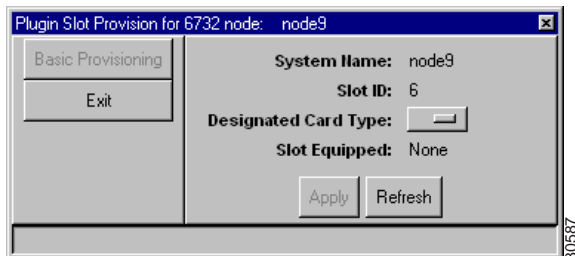 Plugin Slot Provision for 6732 node: node9
Basic Provisioning
Exit
System Name: node9
Slot ID: 6
Designated Card Type:
Slot Equipped: None
Apply Refresh